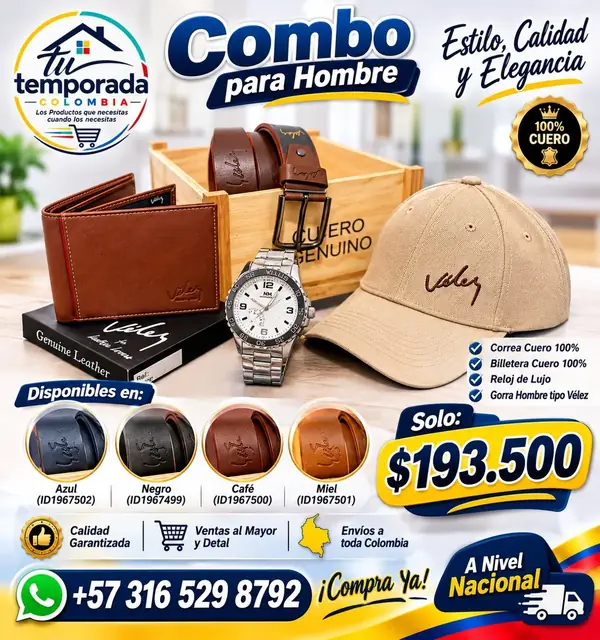 tu
temporada
COLOMBIA
Los Productos que necesitas
cuando los necesitas
Combo
para Hombre
Estilo, Calidad
y Elegancia
100%
CUERO
CUERO
GENUINO
Vélez
Vélez
Genuine Leather
Vélez
Correa Cuero 100%
Billetera Cuero 100%
Reloj de Lujo
Gorra Hombre tipo Vélez
Disponibles en:
Azul
(ID1967502)
Negro
(ID1967499)
Café
(ID1967500)
Miel
(ID1967501)
Solo:
$193.500
Calidad
Garantizada
Ventas al Mayor
y Detal
Envíos a
toda Colombia
+57 316 529 8792
¡Compra Ya!
A Nivel
Nacional